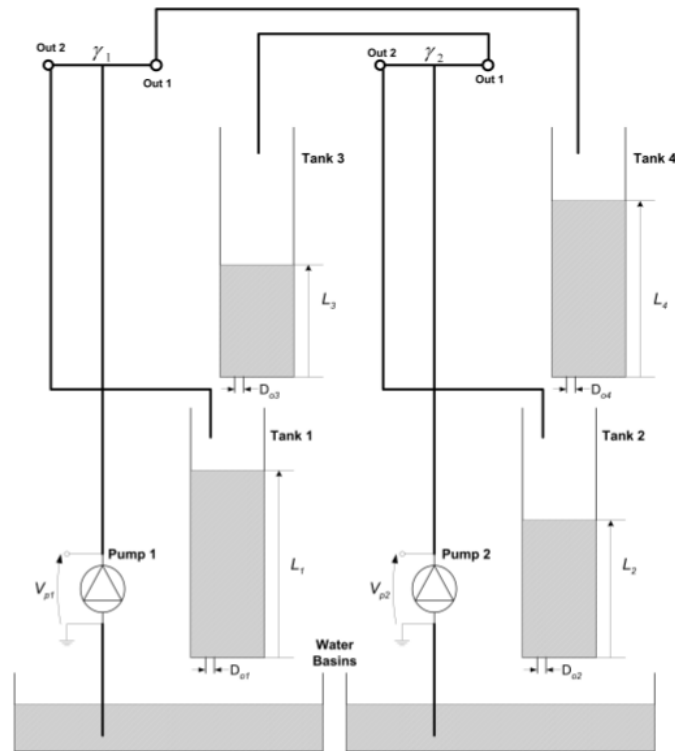 Out 2
γ1
Out 1
Out 2
γ2
Out 1
Tank 3
Tank 4
L3
L4
Do3
Do4
Tank 1
Tank 2
Pump 1
Pump 2
Vp1
L1
Vp2
L2
Water
Basins
Do1
Do2